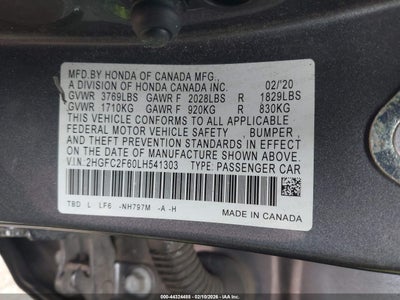 MFD.BY HONDA OF CANADA MFG.,
A DIVISION OF HONDA CANADA INC. 02/'20
GVWR 3769LBS GAWR F 2028LBS R 1829LBS
GVWR 1710KG GAWR F 920KG R 830KG
THIS VEHICLE CONFORMS TO ALL APPLICABLE
FEDERAL MOTOR VEHICLE SAFETY , BUMPER ,
AND THEFT PREVENTION STANDARDS IN EFFECT
ON THE DATE OF MANUFACTURE SHOWN ABOVE.
V.I.N. 2HGFC2F60LH541303 TYPE: PASSENGER CAR
TBD L LF6 -NH797M -A -H
MADE IN CANADA
© 44324488 - 02/10/2026 - © IAA, Inc.